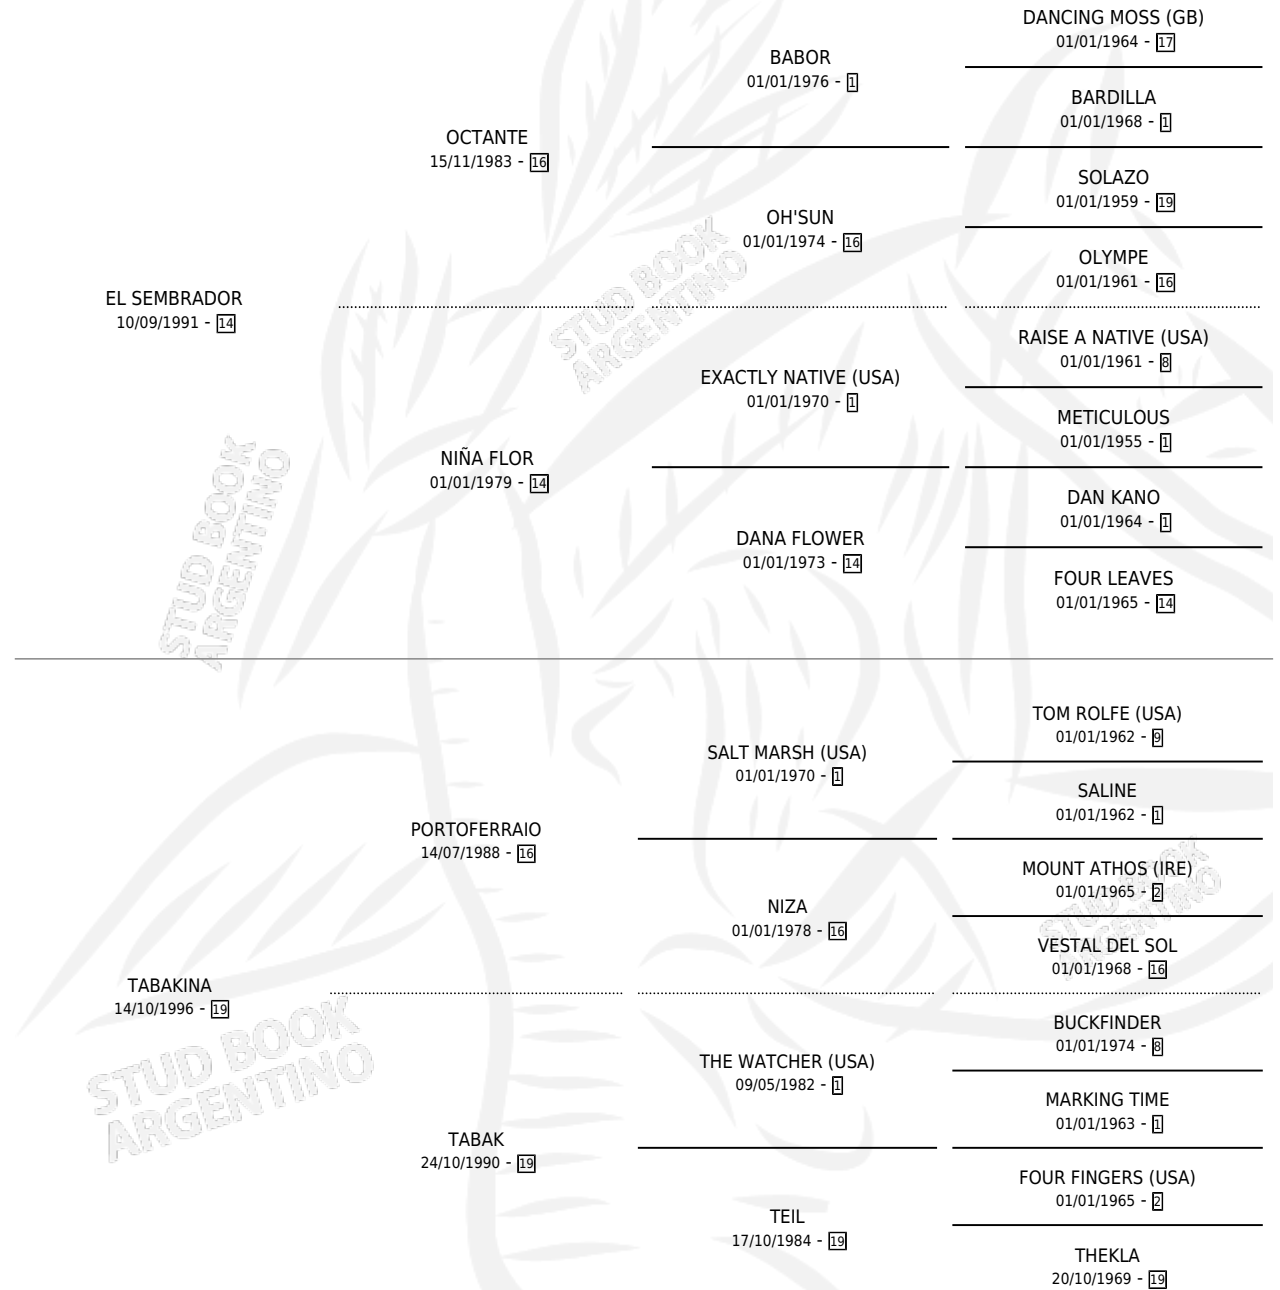 DANCING MOSS (GB)
01/01/1964 - 17
BABOR
01/01/1976 - 1
BARDILLA
01/01/1968 - 1
OCTANTE
15/11/1983 - 16
SOLAZO
01/01/1959 - 19
OH'SUN
01/01/1974 - 16
OLYMPE
01/01/1961 - 16
EL SEMBRADOR
10/09/1991 - 14
STUD BOOK
ARGENTINO
RAISE A NATIVE (USA)
01/01/1961 - 8
EXACTLY NATIVE (USA)
01/01/1970 - 1
METICULOUS
01/01/1955 - 1
NIÑA FLOR
01/01/1979 - 14
STUD BOOK
ARGENTINO
DAN KANO
01/01/1964 - 1
DANA FLOWER
01/01/1973 - 14
FOUR LEAVES
01/01/1965 - 14
TOM ROLFE (USA)
01/01/1962 - 9
SALT MARSH (USA)
01/01/1970 - 1
SALINE
01/01/1962 - 1
PORTOFERRAIO
14/07/1988 - 16
MOUNT ATHOS (IRE)
01/01/1965 - 2
STUD BOOK
ARGENTINO
NIZA
01/01/1978 - 16
VESTAL DEL SOL
01/01/1968 - 16
TABAKINA
14/10/1996 - 19
STUD BOOK
ARGENTINO
BUCKFINDER
01/01/1974 - 8
THE WATCHER (USA)
09/05/1982 - 1
MARKING TIME
01/01/1963 - 1
TABAK
24/10/1990 - 19
FOUR FINGERS (USA)
01/01/1965 - 2
TEIL
17/10/1984 - 19
THEKLA
20/10/1969 - 19